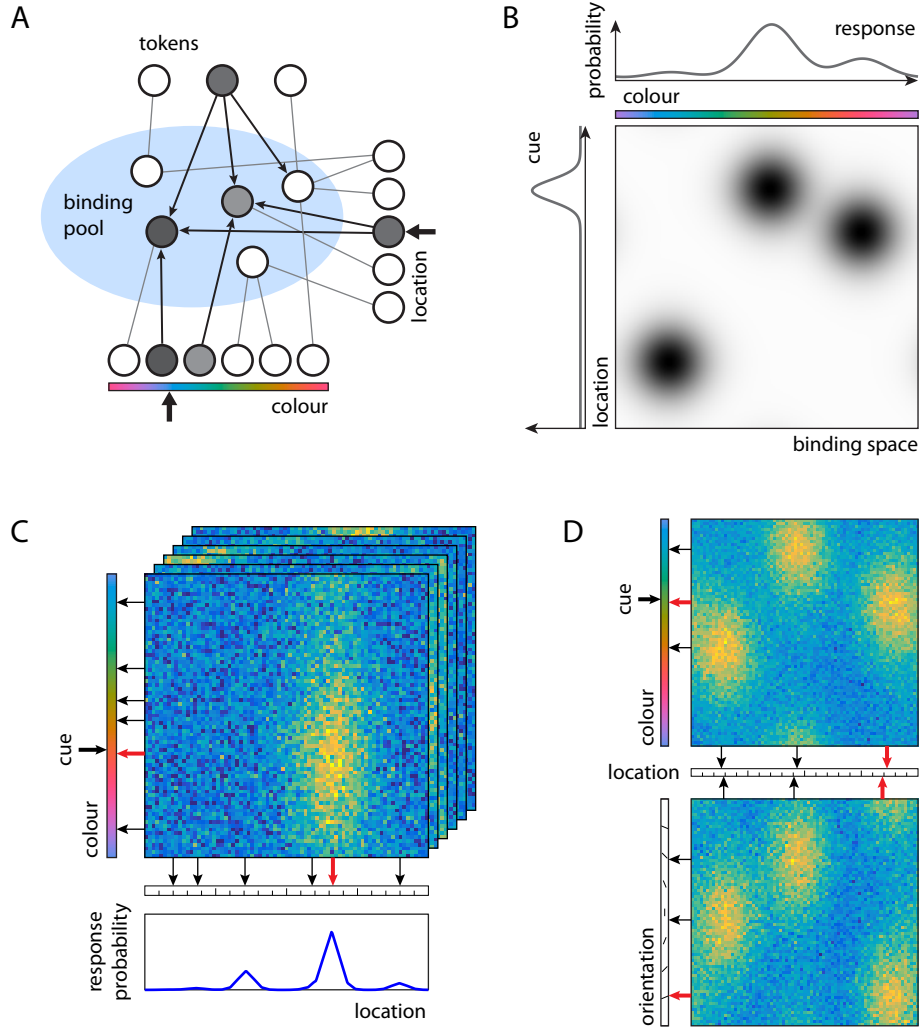 A
tokens
binding
pool
location
colour
B
probability
response
colour
cue
location
binding space
C
cue
colour
response
probability
location
D
cue
colour
location
orientation